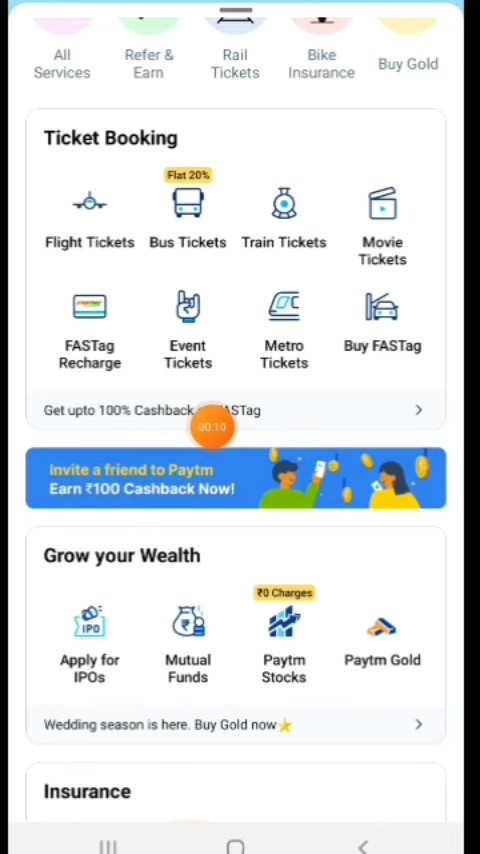 All Services
Refer & Earn
Rail Tickets
Bike Insurance
Buy Gold
Ticket Booking
Flat 20%
Flight Tickets
Bus Tickets
Train Tickets
Movie Tickets
FASTag Recharge
Event Tickets
Metro Tickets
Buy FASTag
Get upto 100% Cashback
00:10
Invite a friend to Paytm
Earn ₹100 Cashback Now!
Grow your Wealth
₹0 Charges
IPO
Apply for IPOs
Mutual Funds
Paytm Stocks
Paytm Gold
Wedding season is here. Buy Gold now⭐
Insurance